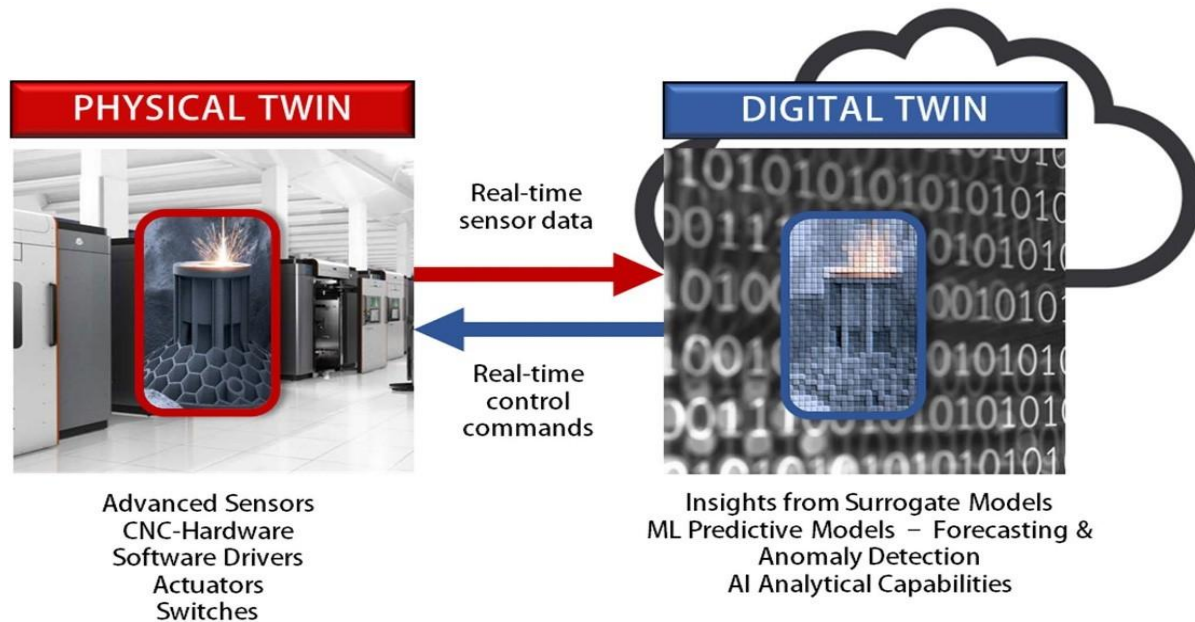 PHYSICAL TWIN
DIGITAL TWIN
Real-time
sensor data
Real-time
control
commands
Advanced Sensors
CNC-Hardware
Software Drivers
Actuators
Switches
Insights from Surrogate Models
ML Predictive Models – Forecasting &
Anomaly Detection
AI Analytical Capabilities